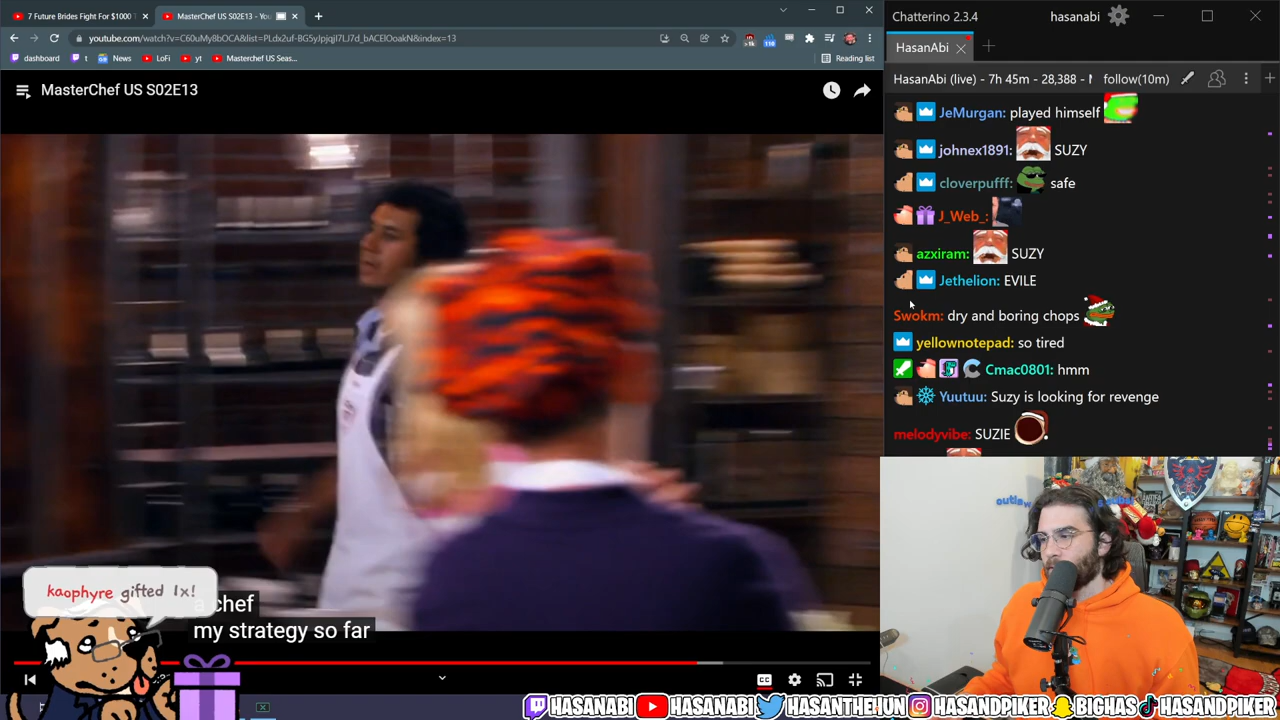 7 Future Brides Fight For $1000
MasterChef US S02E13 - You
youtube.com/watch?v=C60uMy8bOCA&list=PLdx2uf-BG5yJpjqjl7LJ7d_bACElOoakN&index=13
dashboard
t
News
LoFi
yt
Masterchef US Seas...
Reading list
MasterChef US S02E13
a chef
my strategy so far
kaophyre gifted 1x!
Chatterino 2.3.4
hasanabi
HasanAbi
HasanAbi (live) - 7h 45m - 28,388 -
follow(10m)
JeMurgan: played himself
johnex1891: SUZY
cloverpufff: safe
J_Web_:
azxiram: SUZY
Jethelion: EVILE
Swokm: dry and boring chops
yellownotepad: so tired
Cmac0801: hmm
Yuutuu: Suzy is looking for revenge
melodyvibe: SUZIE
HASANABI
HASANABI
HASANTHEHUN
HASANDPIKER
BIGHAS
HASANDPIKER